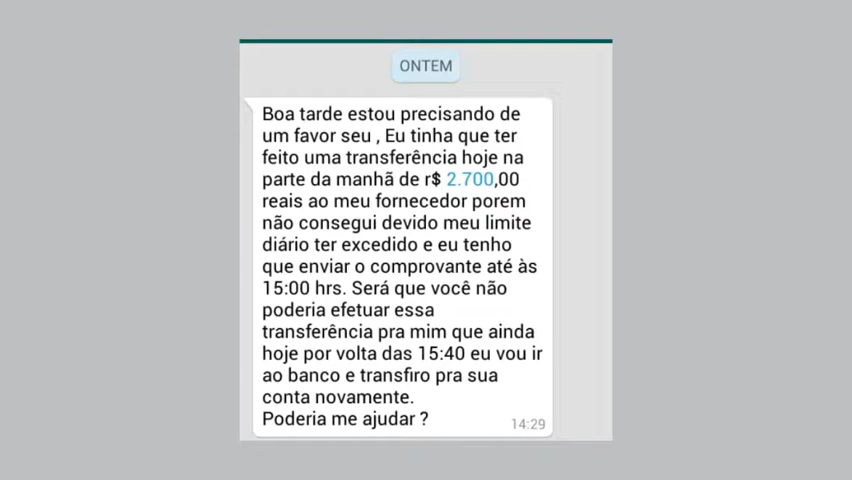 ONTEM
Boa tarde estou precisando de
um favor seu , Eu tinha que ter
feito uma transferência hoje na
parte da manhã de r$ 2.700,00
reais ao meu fornecedor porem
não consegui devido meu limite
diário ter excedido e eu tenho
que enviar o comprovante até às
15:00 hrs. Será que você não
poderia efetuar essa
transferência pra mim que ainda
hoje por volta das 15:40 eu vou ir
ao banco e transfiro pra sua
conta novamente.
Poderia me ajudar ?
14:29